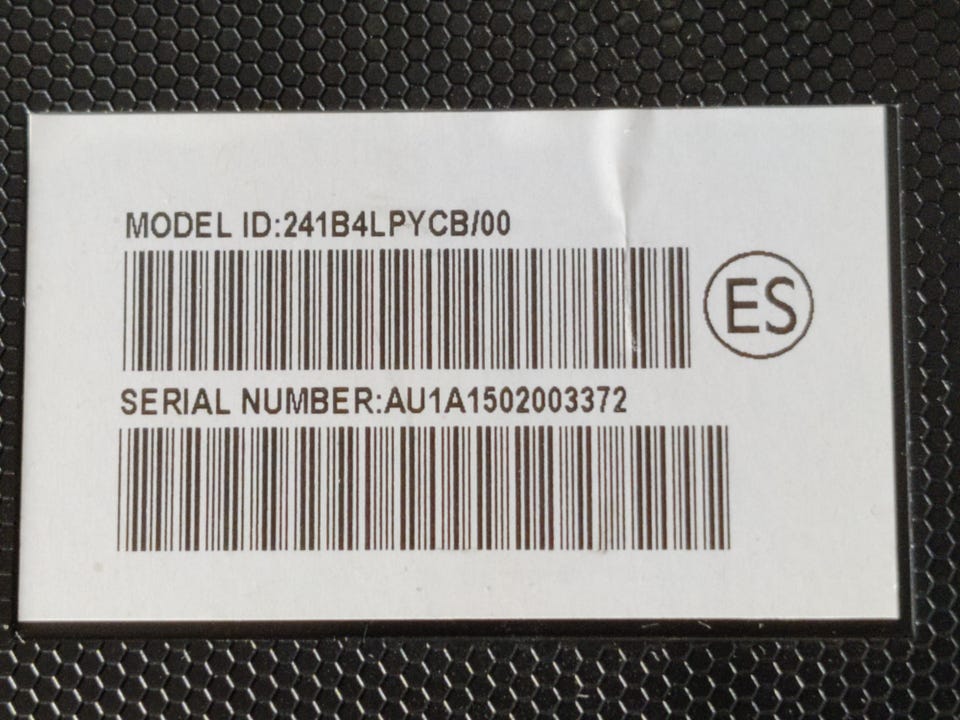 MODEL ID:241B4LPYCB/00
ES
SERIAL NUMBER:AU1A1502003372